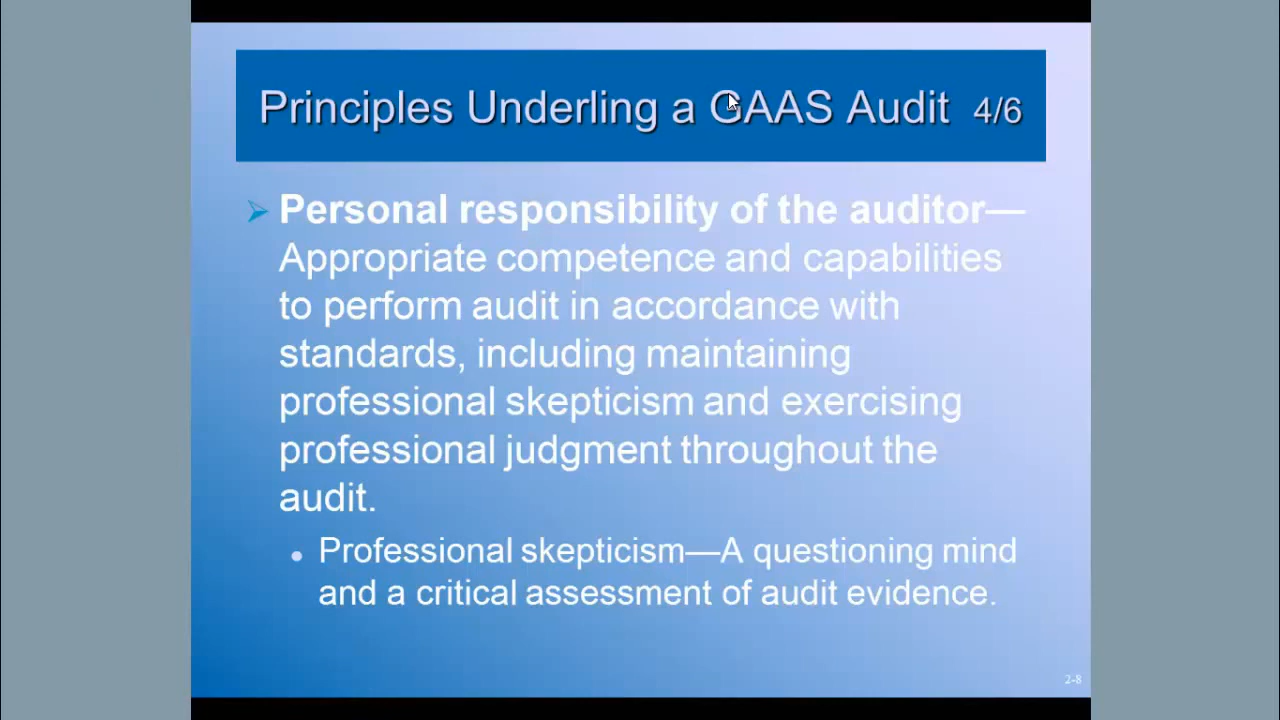 Principles Underling a GAAS Audit 4/6
Personal responsibility of the auditor—
Appropriate competence and capabilities
to perform audit in accordance with
standards, including maintaining
professional skepticism and exercising
professional judgment throughout the
audit.
Professional skepticism—A questioning mind
and a critical assessment of audit evidence.
2-8